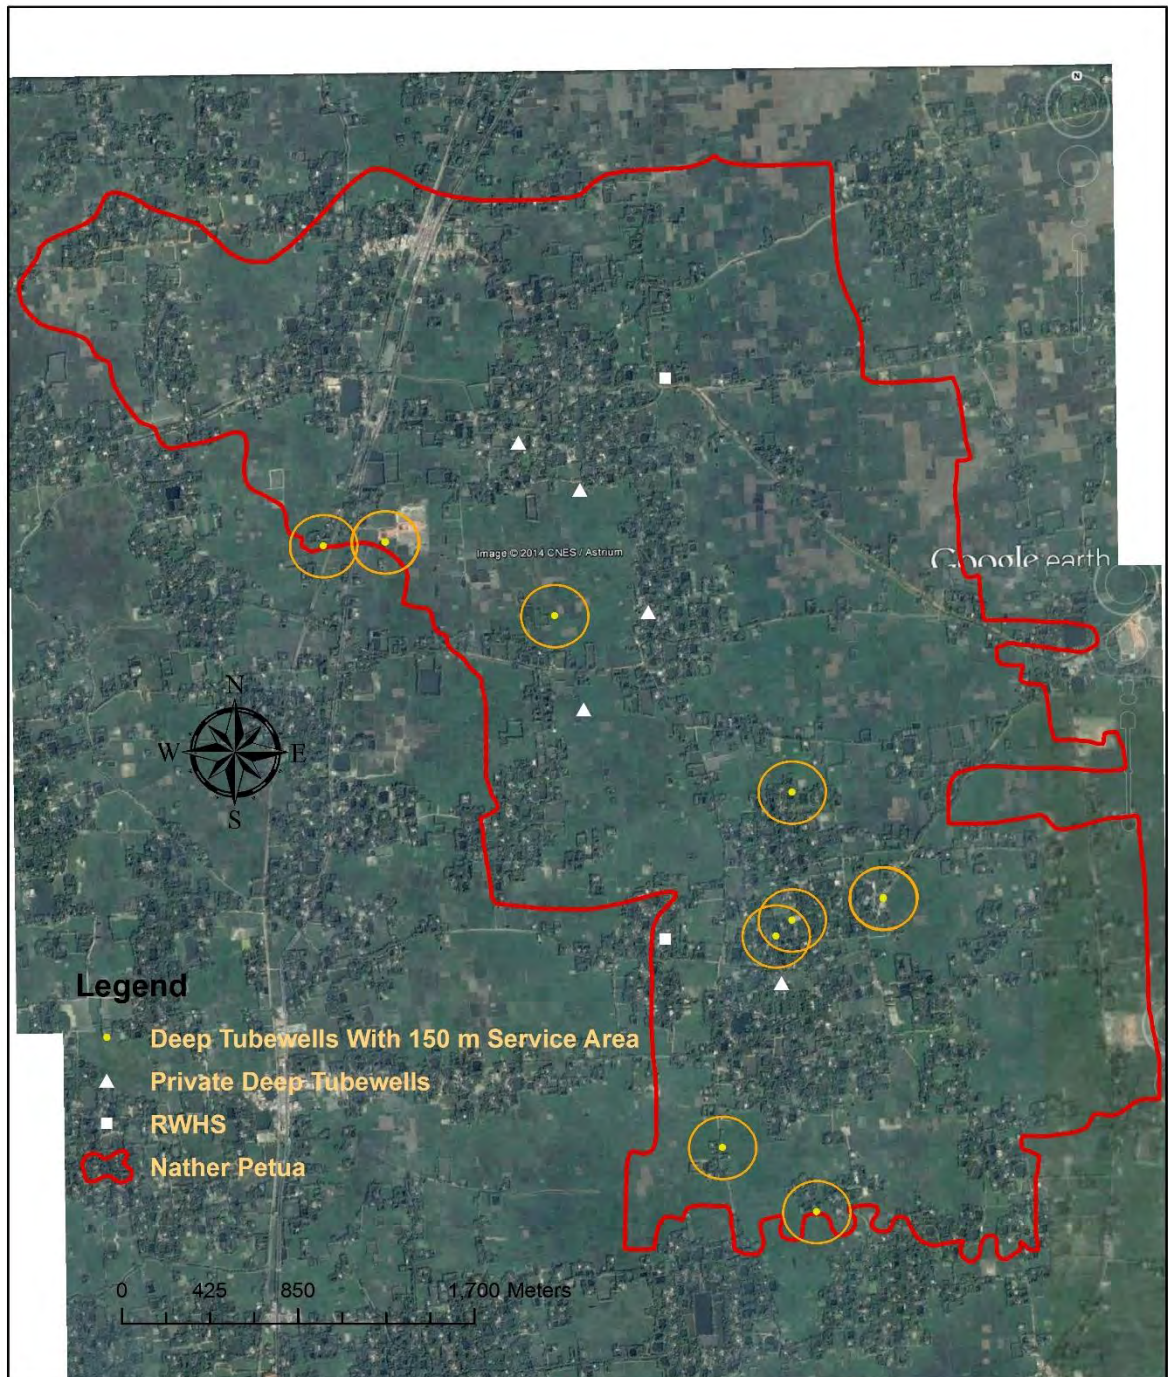 N
Image © 2014 CNES / Astrium
Google earth
N
W E
S
Legend
Deep Tubewells With 150 m Service Area
Private Deep Tubewells
RWHS
Nather Petua
0 425 850 1,700 Meters